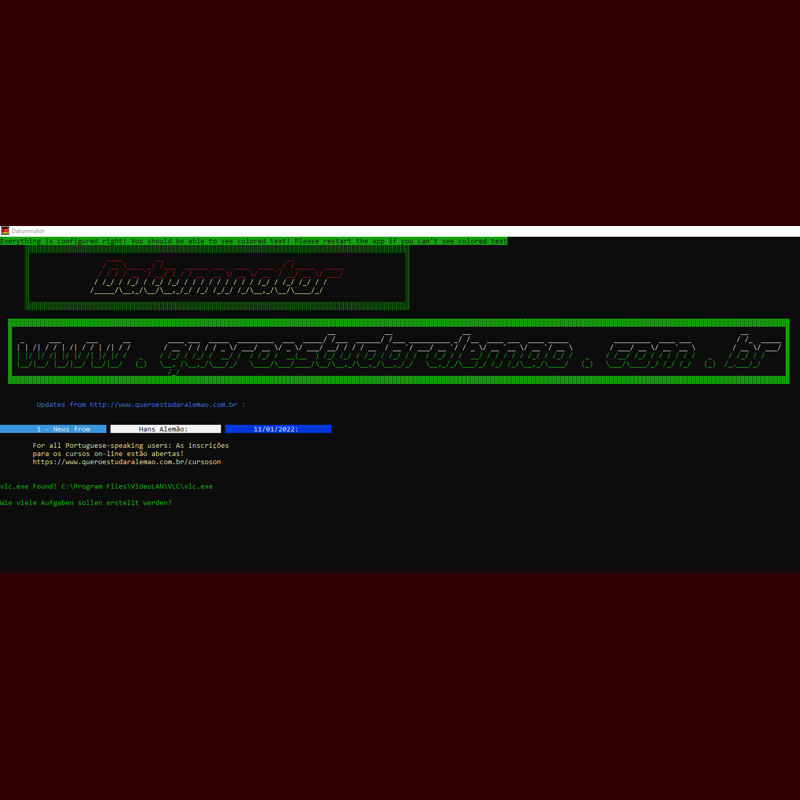 Datumnator
Everything is configured right! You should be able to see colored text! Please restart the app if you can't see colored text
Datumnator
www.queroestudaralemao.com.br
Updates from http://www.queroestudaralemao.com.br :
1 - News from Hans Alemão: 11/01/2022:
For all Portuguese-speaking users: As inscrições
para os cursos on-line estão abertas!
https://www.queroestudaralemao.com.br/cursoson
vlc.exe Found! C:\Program Files\VideoLAN\VLC\vlc.exe
Wie viele Aufgaben sollen erstellt werden?